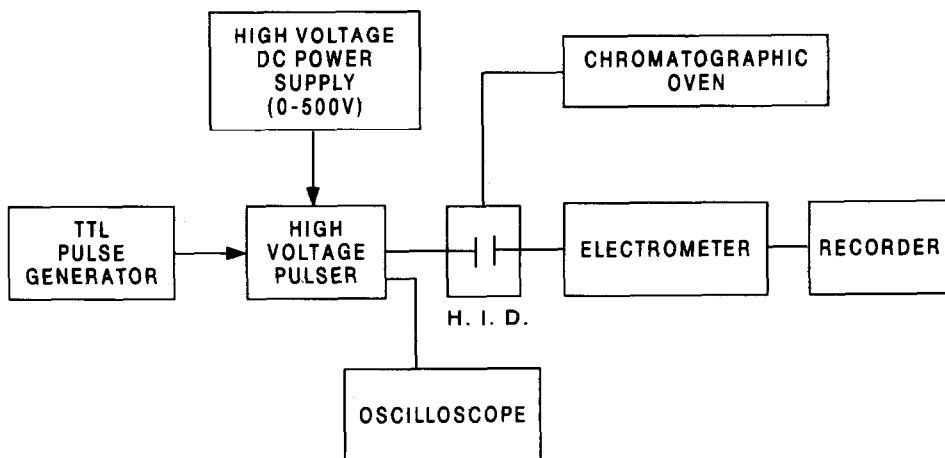 HIGH VOLTAGE
DC POWER
SUPPLY
(0-500V)
CHROMATOGRAPHIC
OVEN
TTL
PULSE
GENERATOR
HIGH
VOLTAGE
PULSER
H. I. D.
ELECTROMETER
RECORDER
OSCILLOSCOPE